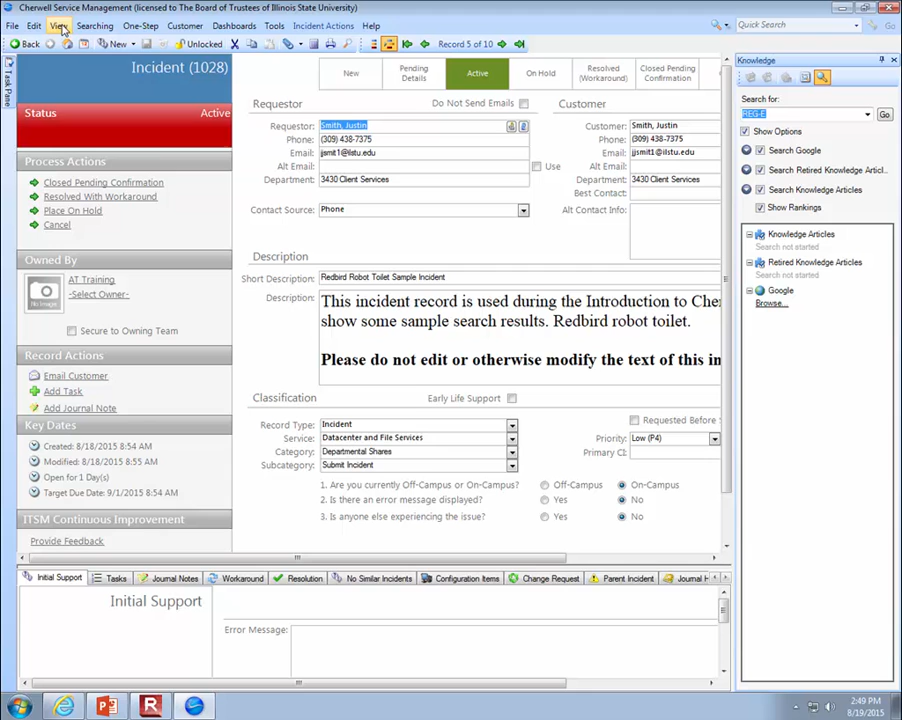 Cherwell Service Management (licensed to The Board of Trustees of Illinois State University)
File Edit View Searching One-Step Customer Dashboards Tools Incident Actions Help
Quick Search
Back New Unlocked Record 5 of 10
Task Pane
Incident (1028)
Status Active
Process Actions
Closed Pending Confirmation
Resolved With Workaround
Place On Hold
Cancel
Owned By
No Image
AT Training
-Select Owner-
Secure to Owning Team
Record Actions
Email Customer
Add Task
Add Journal Note
Key Dates
Created: 8/18/2015 8:54 AM
Modified: 8/18/2015 8:55 AM
Open for 1 Day(s)
Target Due Date: 9/1/2015 8:54 AM
ITSM Continuous Improvement
Provide Feedback
New
Pending Details
Active
On Hold
Resolved (Workaround)
Closed Pending Confirmation
Requestor Do Not Send Emails Customer
Requestor: Smith, Justin Customer: Smith, Justin
Phone: (309) 438-7375 Phone: (309) 438-7375
Email: jjsmit1@ilstu.edu Email: jjsmit1@ilstu.edu
Alt Email: Use Alt Email:
Department: 3430 Client Services Department: 3430 Client Services
Best Contact:
Contact Source: Phone Alt Contact Info:
Description
Short Description: Redbird Robot Toilet Sample Incident
Description: This incident record is used during the Introduction to Cher
show some sample search results. Redbird robot toilet.
Please do not edit or otherwise modify the text of this in
Classification Early Life Support
Record Type: Incident Requested Before S
Service: Datacenter and File Services Priority: Low (P4)
Category: Departmental Shares Primary CI:
Subcategory: Submit Incident
1. Are you currently Off-Campus or On-Campus? Off-Campus On-Campus
2. Is there an error message displayed? Yes No
3. Is anyone else experiencing the issue? Yes No
Initial Support Tasks Journal Notes Workaround Resolution No Similar Incidents Configuration Items Change Request Parent Incident Journal H
Initial Support
Error Message:
Knowledge
Search for:
REG-E Go
Show Options
Search Google
Search Retired Knowledge Articl...
Search Knowledge Articles
Show Rankings
Knowledge Articles
Search not started
Retired Knowledge Articles
Search not started
Google
Browse...
2:49 PM
8/19/2015